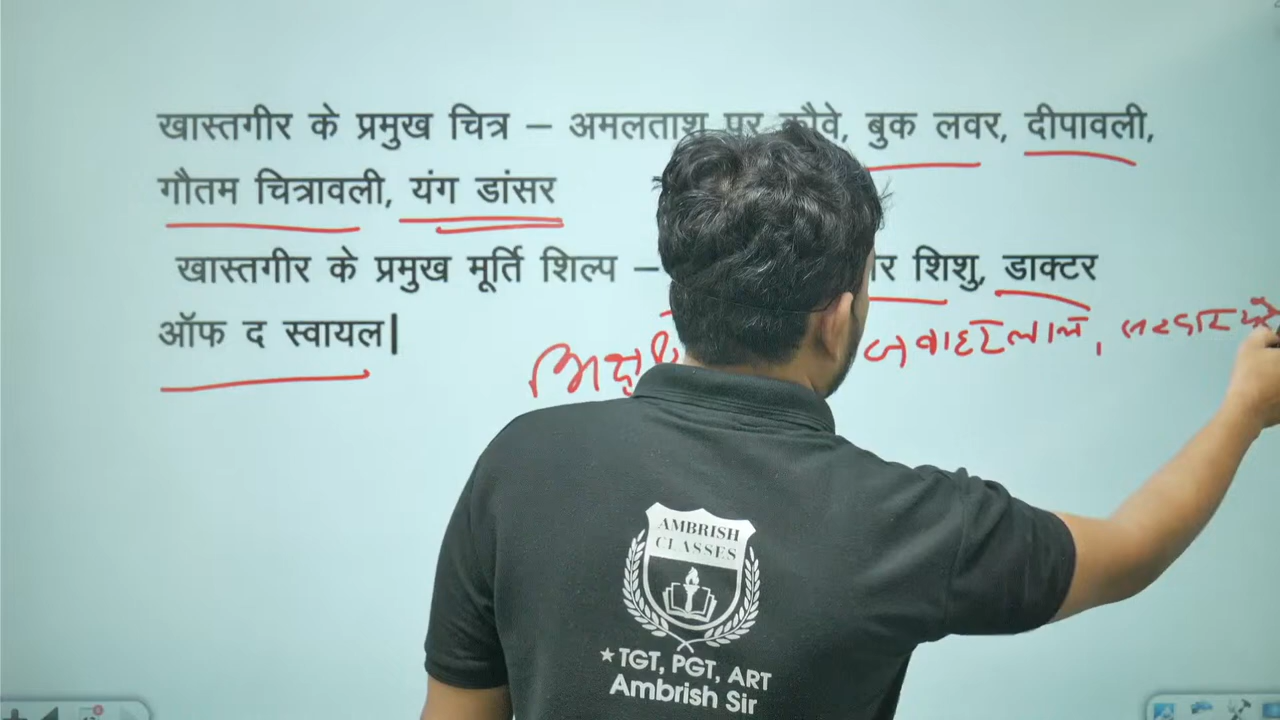 खास्तगीर के प्रमुख चित्र – अमलताश पर कौवे, बुक लवर, दीपावली,
गौतम चित्रावली, यंग डांसर
खास्तगीर के प्रमुख मूर्ति शिल्प – शिशु, डाक्टर
ऑफ द स्वायल|
जवाहरलाल,
AMBRISH
CLASSES
★ TGT, PGT, ART
Ambrish Sir